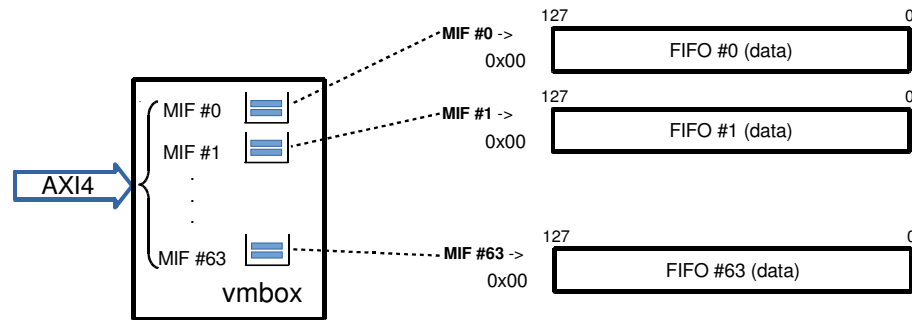 AXI4
MIF #0
MIF #1
.
.
.
MIF #63
vmbox
MIF #0 ->
0x00
127 0
FIFO #0 (data)
MIF #1 ->
0x00
127 0
FIFO #1 (data)
MIF #63 ->
0x00
127 0
FIFO #63 (data)